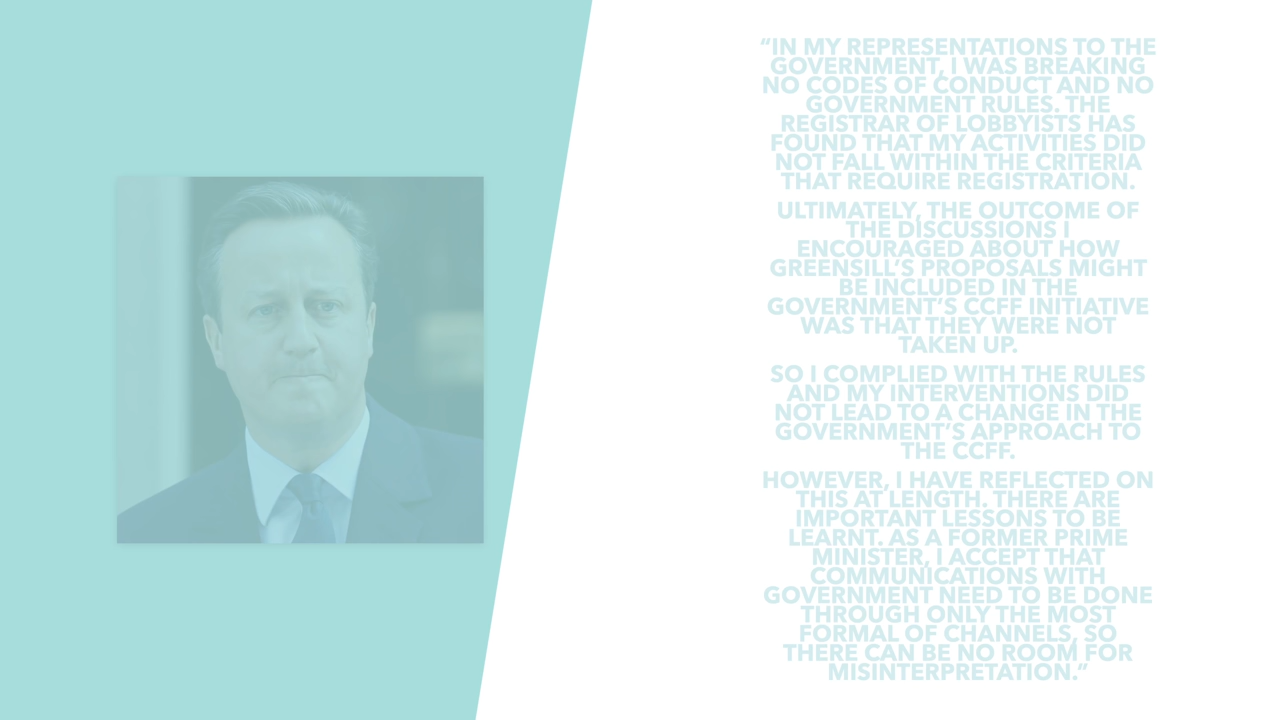 “IN MY REPRESENTATIONS TO THE
GOVERNMENT, I WAS BREAKING
NO CODES OF CONDUCT AND NO
GOVERNMENT RULES. THE
REGISTRAR OF LOBBYISTS HAS
FOUND THAT MY ACTIVITIES DID
NOT FALL WITHIN THE CRITERIA
THAT REQUIRE REGISTRATION.
ULTIMATELY, THE OUTCOME OF
THE DISCUSSIONS I
ENCOURAGED ABOUT HOW
GREENSILL’S PROPOSALS MIGHT
BE INCLUDED IN THE
GOVERNMENT’S CCFF INITIATIVE
WAS THAT THEY WERE NOT
TAKEN UP.
SO I COMPLIED WITH THE RULES
AND MY INTERVENTIONS DID
NOT LEAD TO A CHANGE IN THE
GOVERNMENT’S APPROACH TO
THE CCFF.
HOWEVER, I HAVE REFLECTED ON
THIS AT LENGTH. THERE ARE
IMPORTANT LESSONS TO BE
LEARNT. AS A FORMER PRIME
MINISTER, I ACCEPT THAT
COMMUNICATIONS WITH
GOVERNMENT NEED TO BE DONE
THROUGH ONLY THE MOST
FORMAL OF CHANNELS, SO
THERE CAN BE NO ROOM FOR
MISINTERPRETATION.”